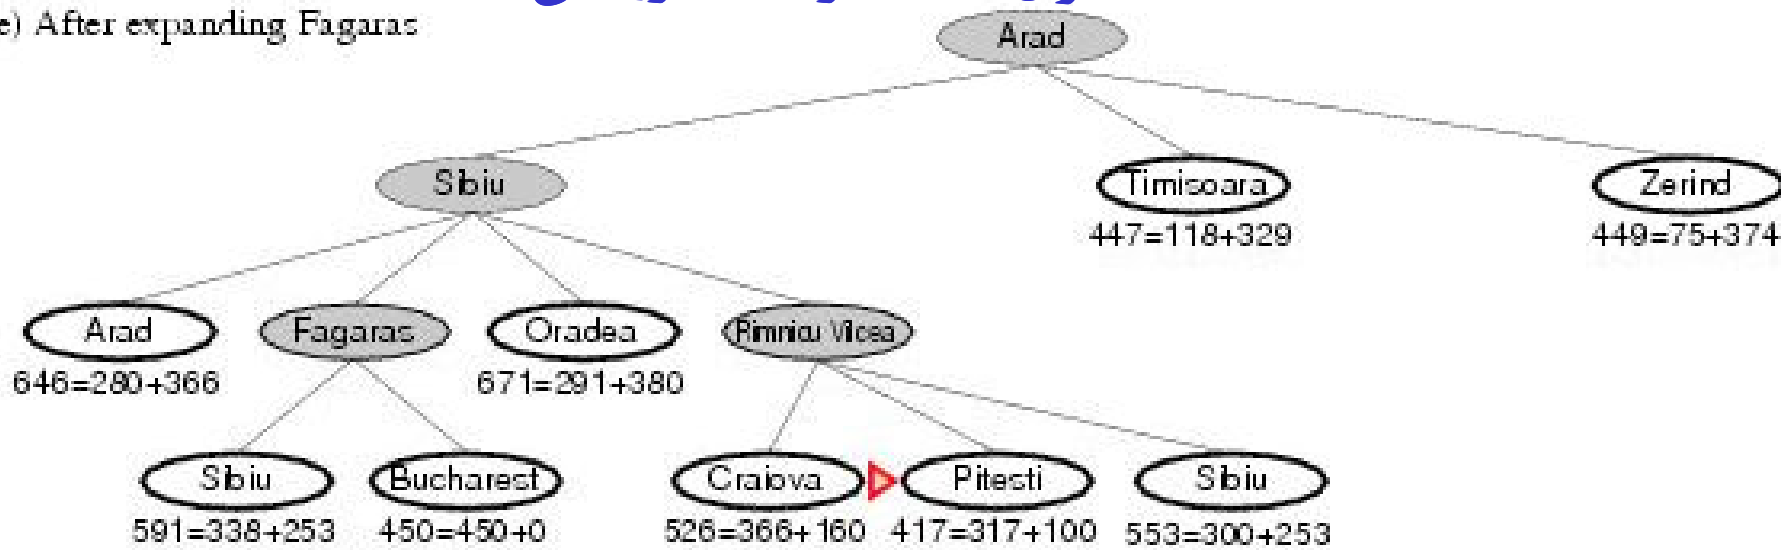 e) After expanding Fagaras
Arad
Sibiu
Timisoara
Zerind
447=118+329
449=75+374
Arad
Fagaras
Oradea
Rimnicu Vilcea
646=280+366
671=291+380
Sibiu
Bucharest
Craiova
Pitesti
Sibiu
591=338+253
450=450+0
526=366+160
417=317+100
553=300+253